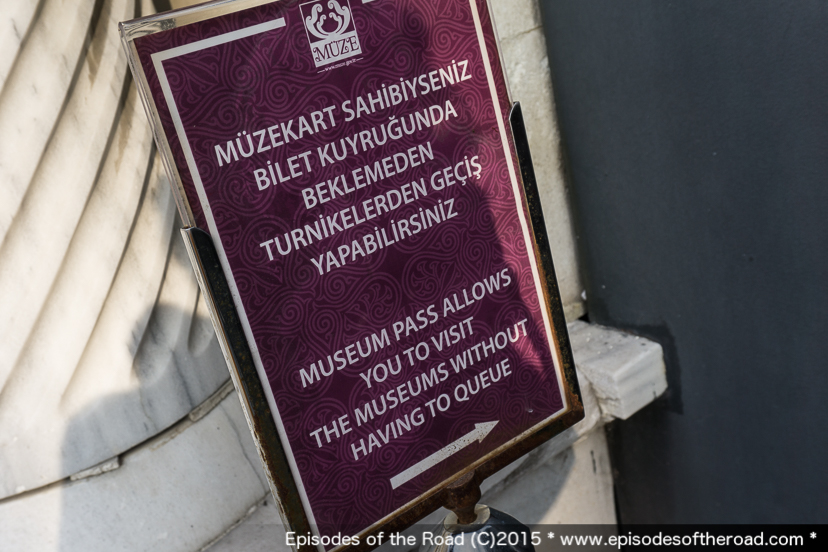 MÜZE
MÜZEKART SAHİBİYSENİZ
BİLET KUYRUĞUNDA
BEKLEMEDEN
TURNİKELERDEN GEÇİŞ
YAPABİLİRSİNİZ
MUSEUM PASS ALLOWS
YOU TO VISIT
THE MUSEUMS WITHOUT
HAVING TO QUEUE
Episodes of the Road (C)2015 * www.episodesoftheroad.com *